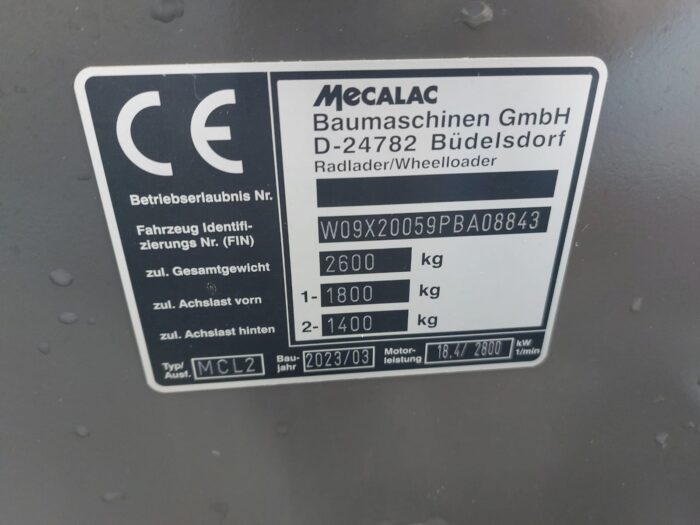 CE
MECALAC
Baumaschinen GmbH
D-24782 Büdelsdorf
Radlader/Wheelloader
Betriebserlaubnis Nr.
Fahrzeug Identifi-
zierungs Nr. (FIN) W09X20059PBA08843
zul. Gesamtgewicht 2600 kg
zul. Achslast vorn 1- 1800 kg
zul. Achslast hinten 2- 1400 kg
Typ/
Ausf. MCL2
Bau-
jahr 2023/03
Motor-
leistung 18,4/ 2800 kW
1/min